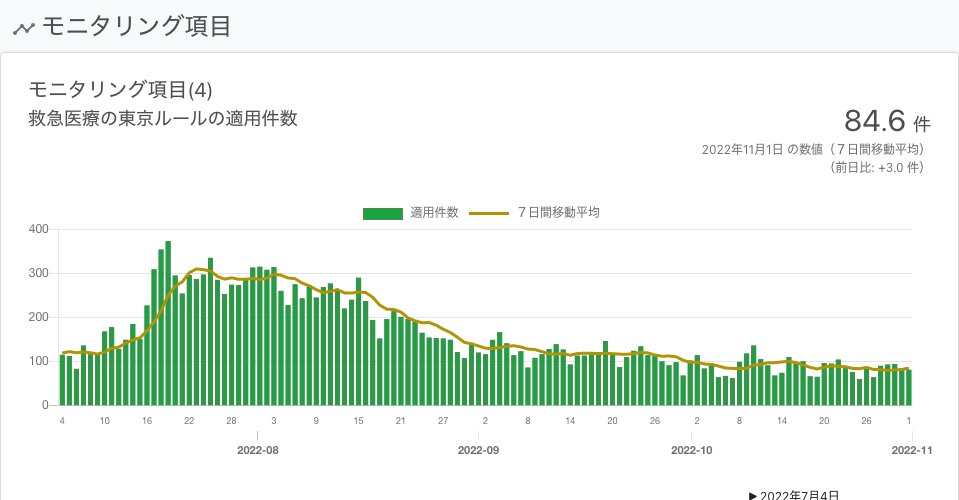 モニタリング項目
モニタリング項目(4)
救急医療の東京ルールの適用件数
84.6 件
2022年11月1日 の数値（７日間移動平均）
（前日比: +3.0 件）
適用件数 ７日間移動平均
400
300
200
100
0
4 10 16 22 28 3 9 15 21 27 2 8 14 20 26 2 8 14 20 26 1
2022-08 2022-09 2022-10 2022-11
▶ 2022年7月4日